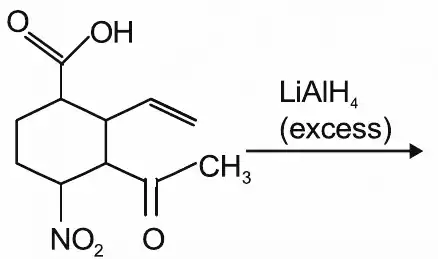 O
OH
LiAlH₄
(excess)
CH₃
NO₂
O